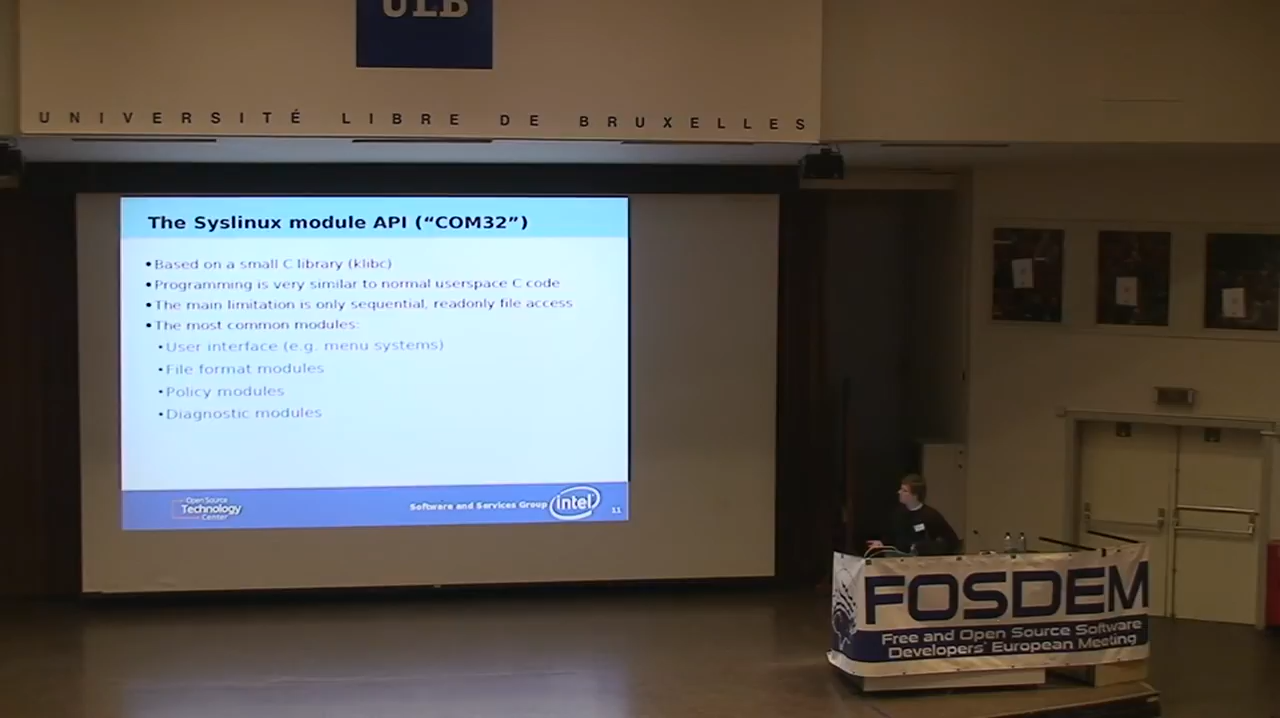 ULB
UNIVERSITÉ LIBRE DE BRUXELLES
The Syslinux module API (“COM32”)
•Based on a small C library (klibc)
•Programming is very similar to normal userspace C code
•The main limitation is only sequential, readonly file access
•The most common modules:
•User interface (e.g. menu systems)
•File format modules
•Policy modules
•Diagnostic modules
Open Source
Technology
Center
Software and Services Group
intel
11
FOSDEM
Free and Open Source Software
Developers' European Meeting